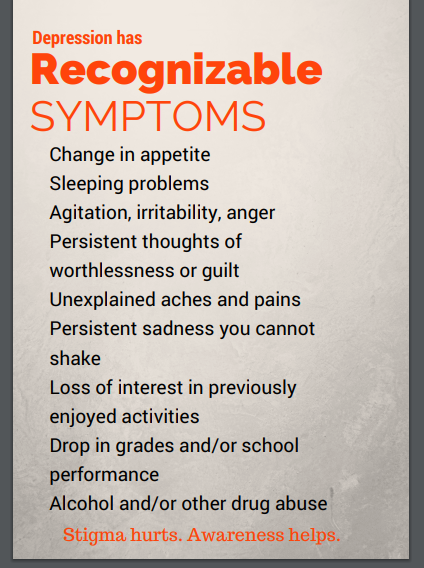 Depression has
Recognizable
SYMPTOMS
Change in appetite
Sleeping problems
Agitation, irritability, anger
Persistent thoughts of
worthlessness or guilt
Unexplained aches and pains
Persistent sadness you cannot
shake
Loss of interest in previously
enjoyed activities
Drop in grades and/or school
performance
Alcohol and/or other drug abuse
Stigma hurts. Awareness helps.